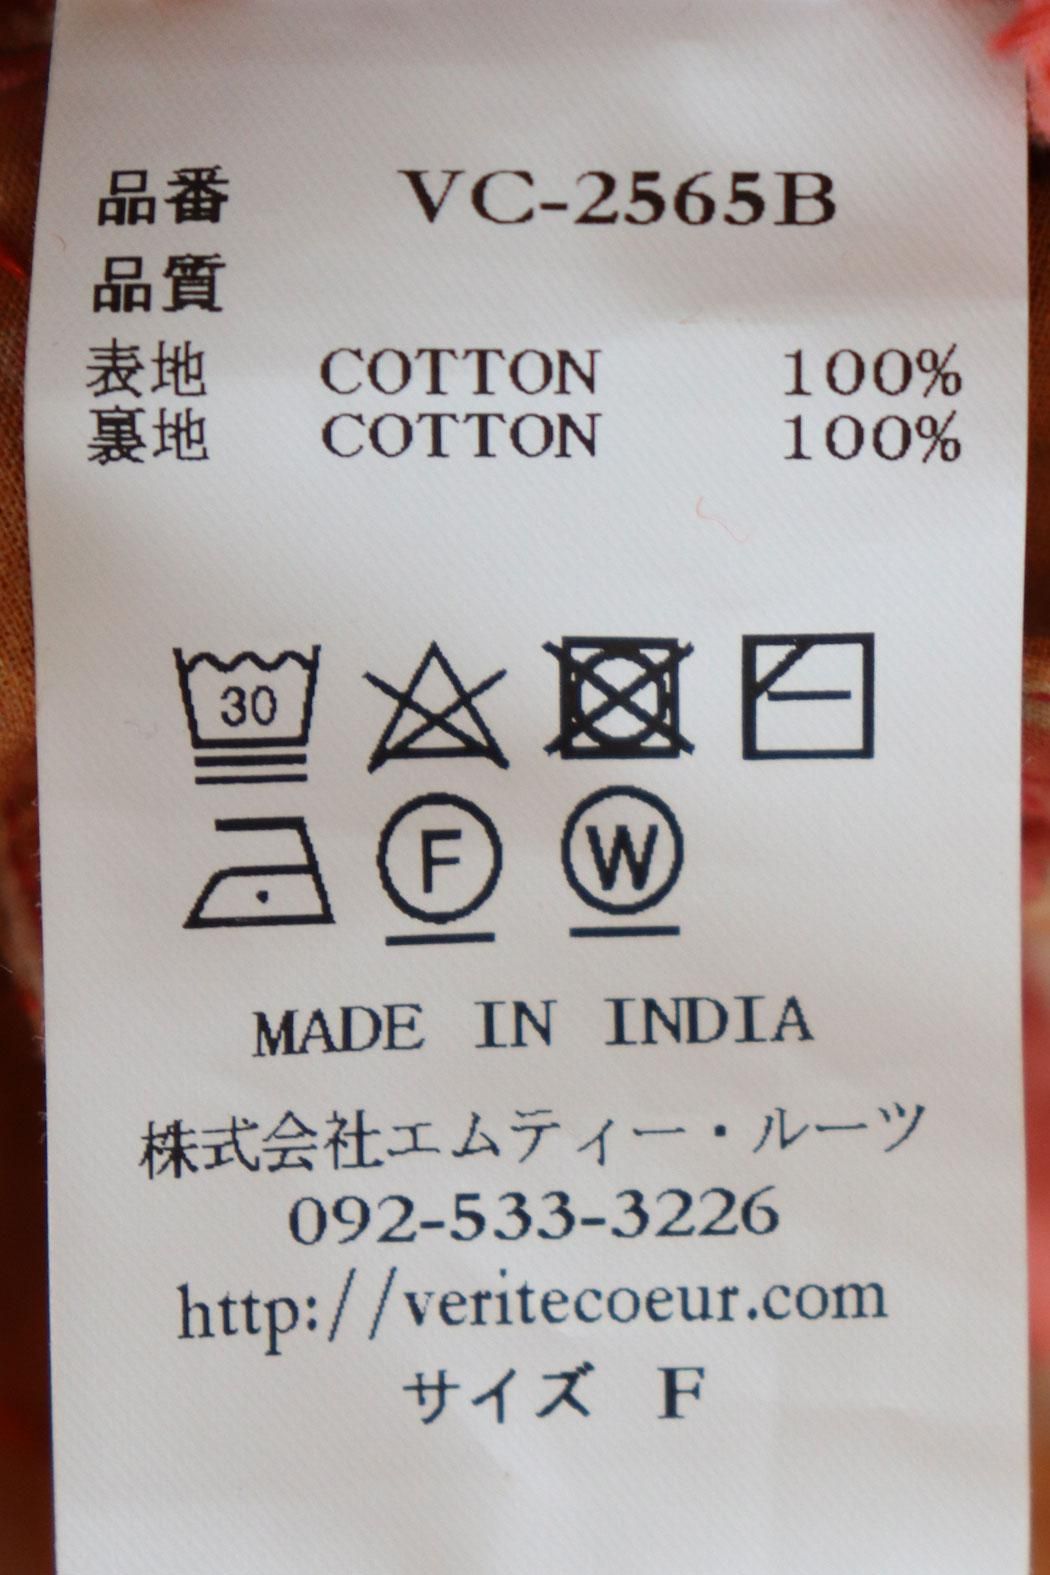 品番 VC-2565B
品質
表地 COTTON 100%
裏地 COTTON 100%
30
F W
MADE IN INDIA
株式会社エムティー・ルーツ
092-533-3226
http://veritecoeur.com
サイズ F